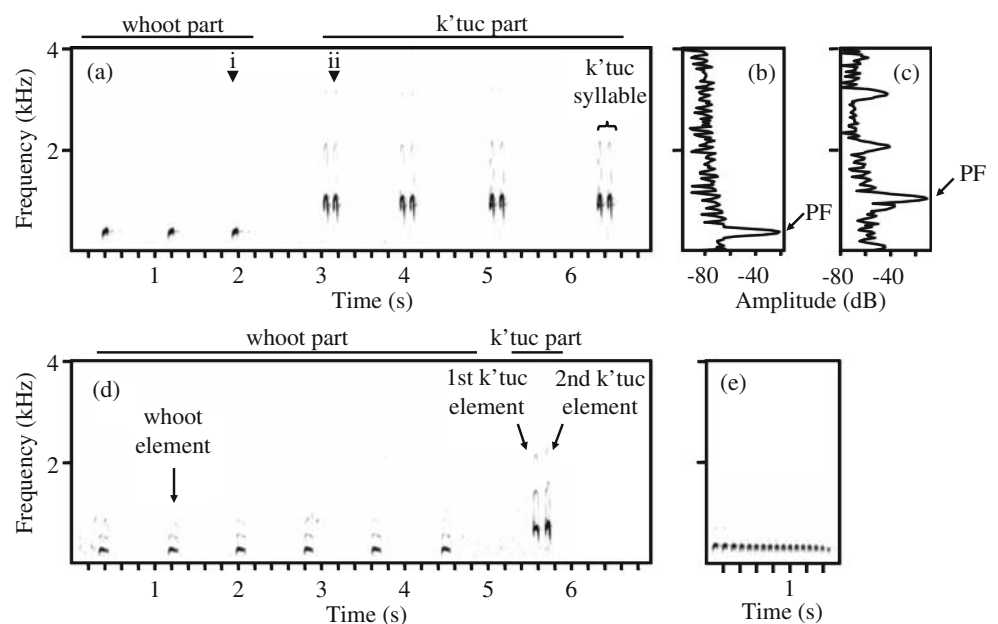 whoot part
k'tuc part
4
(a)
i
ii
k'tuc
syllable
(b)
(c)
Frequency (kHz)
2
PF
PF
1
2
3
4
5
6
Time (s)
-80
-40
-80
-40
Amplitude (dB)
whoot part
k'tuc part
4
(d)
1st k'tuc
element
2nd k'tuc
element
(e)
whoot
element
Frequency (kHz)
2
1
2
3
4
5
6
Time (s)
1
Time (s)